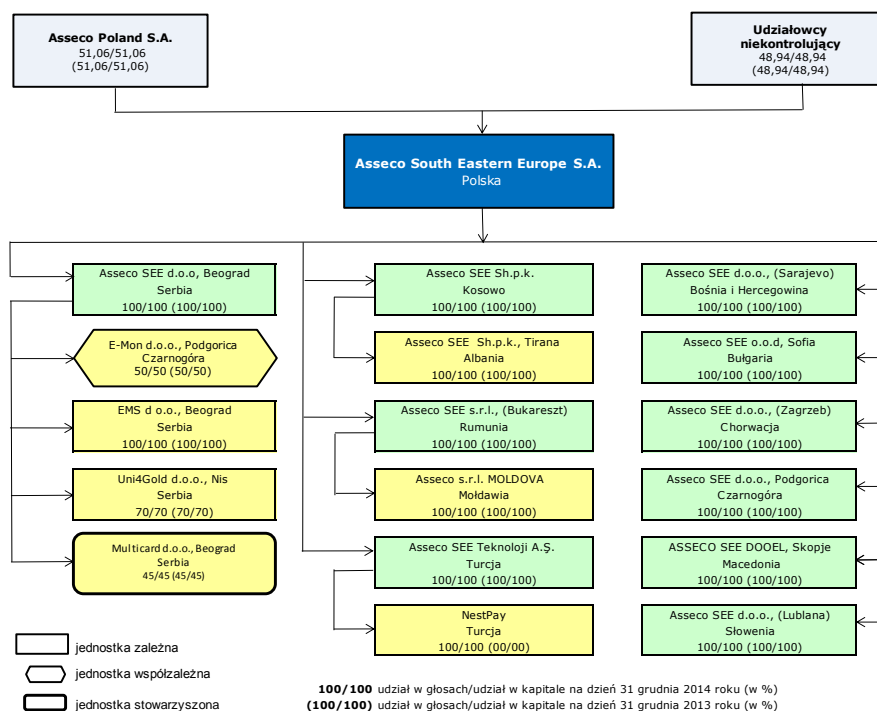 Asseco Poland S.A.
51,06/51,06
(51,06/51,06)
Udziałowcy
niekontrolujący
48,94/48,94
(48,94/48,94)
Asseco South Eastern Europe S.A.
Polska
Asseco SEE d.o.o, Beograd
Serbia
100/100 (100/100)
E-Mon d.o.o., Podgorica
Czarnogóra
50/50 (50/50)
EMS d o.o., Beograd
Serbia
100/100 (100/100)
Uni4Gold d.o.o., Nis
Serbia
70/70 (70/70)
Multicard d.o.o., Beograd
Serbia
45/45 (45/45)
Asseco SEE Sh.p.k.
Kosowo
100/100 (100/100)
Asseco SEE Sh.p.k., Tirana
Albania
100/100 (100/100)
Asseco SEE s.r.l., (Bukareszt)
Rumunia
100/100 (100/100)
Asseco s.r.l. MOLDOVA
Mołdawia
100/100 (100/100)
Asseco SEE Teknoloji A.Ş.
Turcja
100/100 (100/100)
NestPay
Turcja
100/100 (00/00)
Asseco SEE d.o.o., (Sarajevo)
Bośnia i Hercegowina
100/100 (100/100)
Asseco SEE o.o.d, Sofia
Bułgaria
100/100 (100/100)
Asseco SEE d.o.o., (Zagrzeb)
Chorwacja
100/100 (100/100)
Asseco SEE d.o.o., Podgorica
Czarnogóra
100/100 (100/100)
ASSECO SEE DOOEL, Skopje
Macedonia
100/100 (100/100)
Asseco SEE d.o.o., (Lublana)
Słowenia
100/100 (100/100)
jednostka zależna
jednostka współzależna
jednostka stowarzyszona
100/100 udział w głosach/udział w kapitale na dzień 31 grudnia 2014 roku (w %)
(100/100) udział w głosach/udział w kapitale na dzień 31 grudnia 2013 roku (w %)